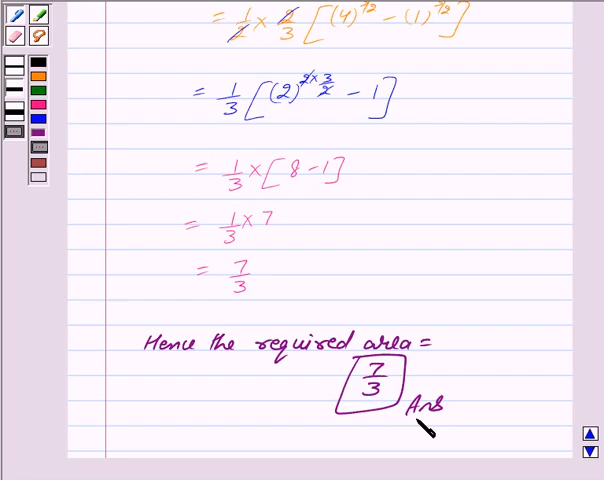 = 1/2 × 2/3 [(4)^3/2 − (1)^3/2]
= 1/3 [(2)^2×3/2 − 1]
= 1/3 × [8 − 1]
= 1/3 × 7
= 7/3
Hence the required area =
7/3
Ans